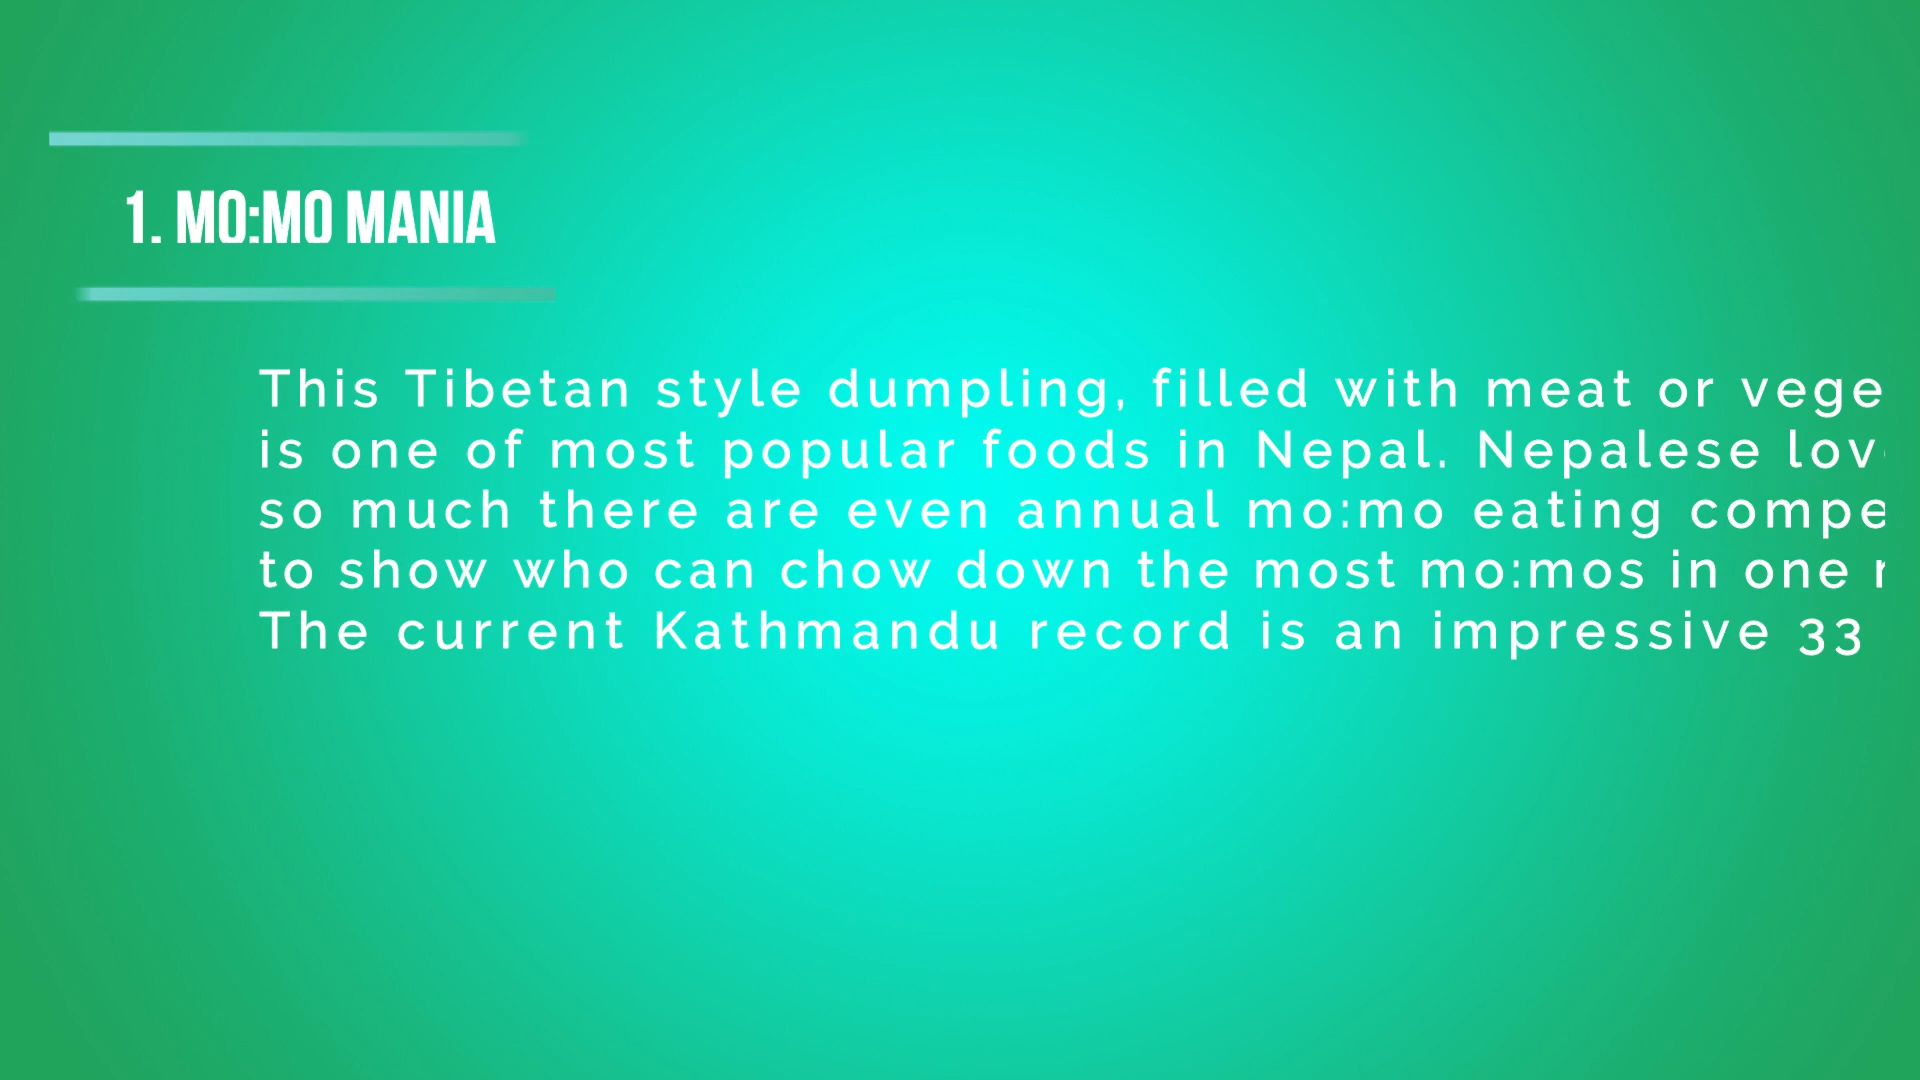 1. MO:MO MANIA
This Tibetan style dumpling, filled with meat or vege
is one of most popular foods in Nepal. Nepalese lov
so much there are even annual mo:mo eating compe
to show who can chow down the most mo:mos in one
The current Kathmandu record is an impressive 33